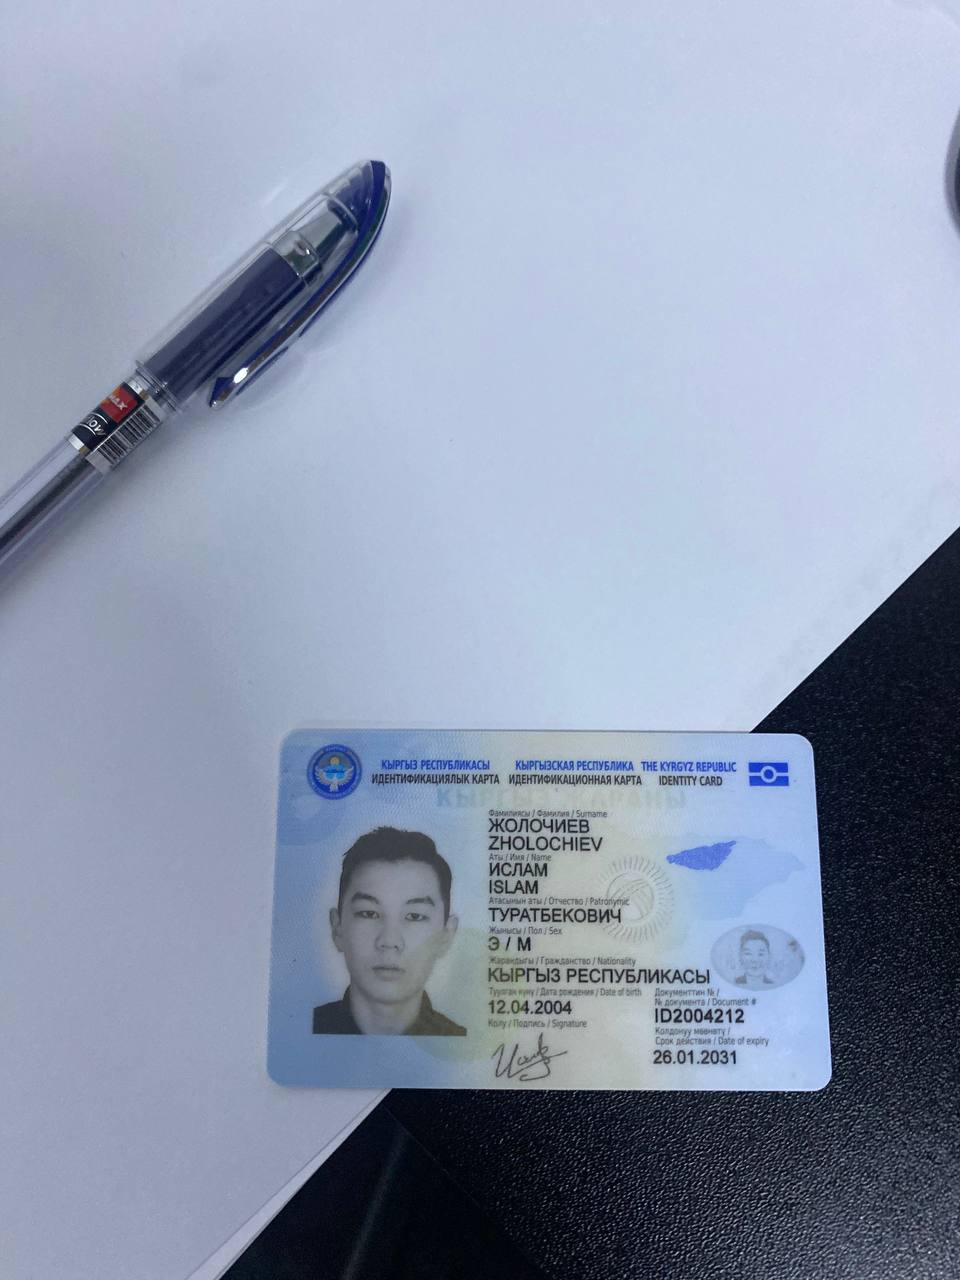 MAX
КЫРГЫЗ РЕСПУБЛИКАСЫ КЫРГЫЗСКАЯ РЕСПУБЛИКА THE KYRGYZ REPUBLIC
ИДЕНТИФИКАЦИЯЛЫК КАРТА ИДЕНТИФИКАЦИОННАЯ КАРТА IDENTITY CARD
КЫРГЫЗ ЖАРАНЫ
Фамилиясы / Фамилия / Surname
ЖОЛОЧИЕВ
ZHOLOCHIEV
Аты / Имя / Name
ИСЛАМ
ISLAM
Атасынын аты / Отчество / Patronymic
ТУРАТБЕКОВИЧ
Жынысы / Пол / Sex
Э / М
Жарандыгы / Гражданство / Nationality
КЫРГЫЗ РЕСПУБЛИКАСЫ
Туулган күнү / Дата рождения / Date of birth
12.04.2004
Документтин № /
№ документа / Document #
ID2004212
Колу / Подпись / Signature
Колдонуу мөөнөтү /
Срок действия / Date of expiry
26.01.2031